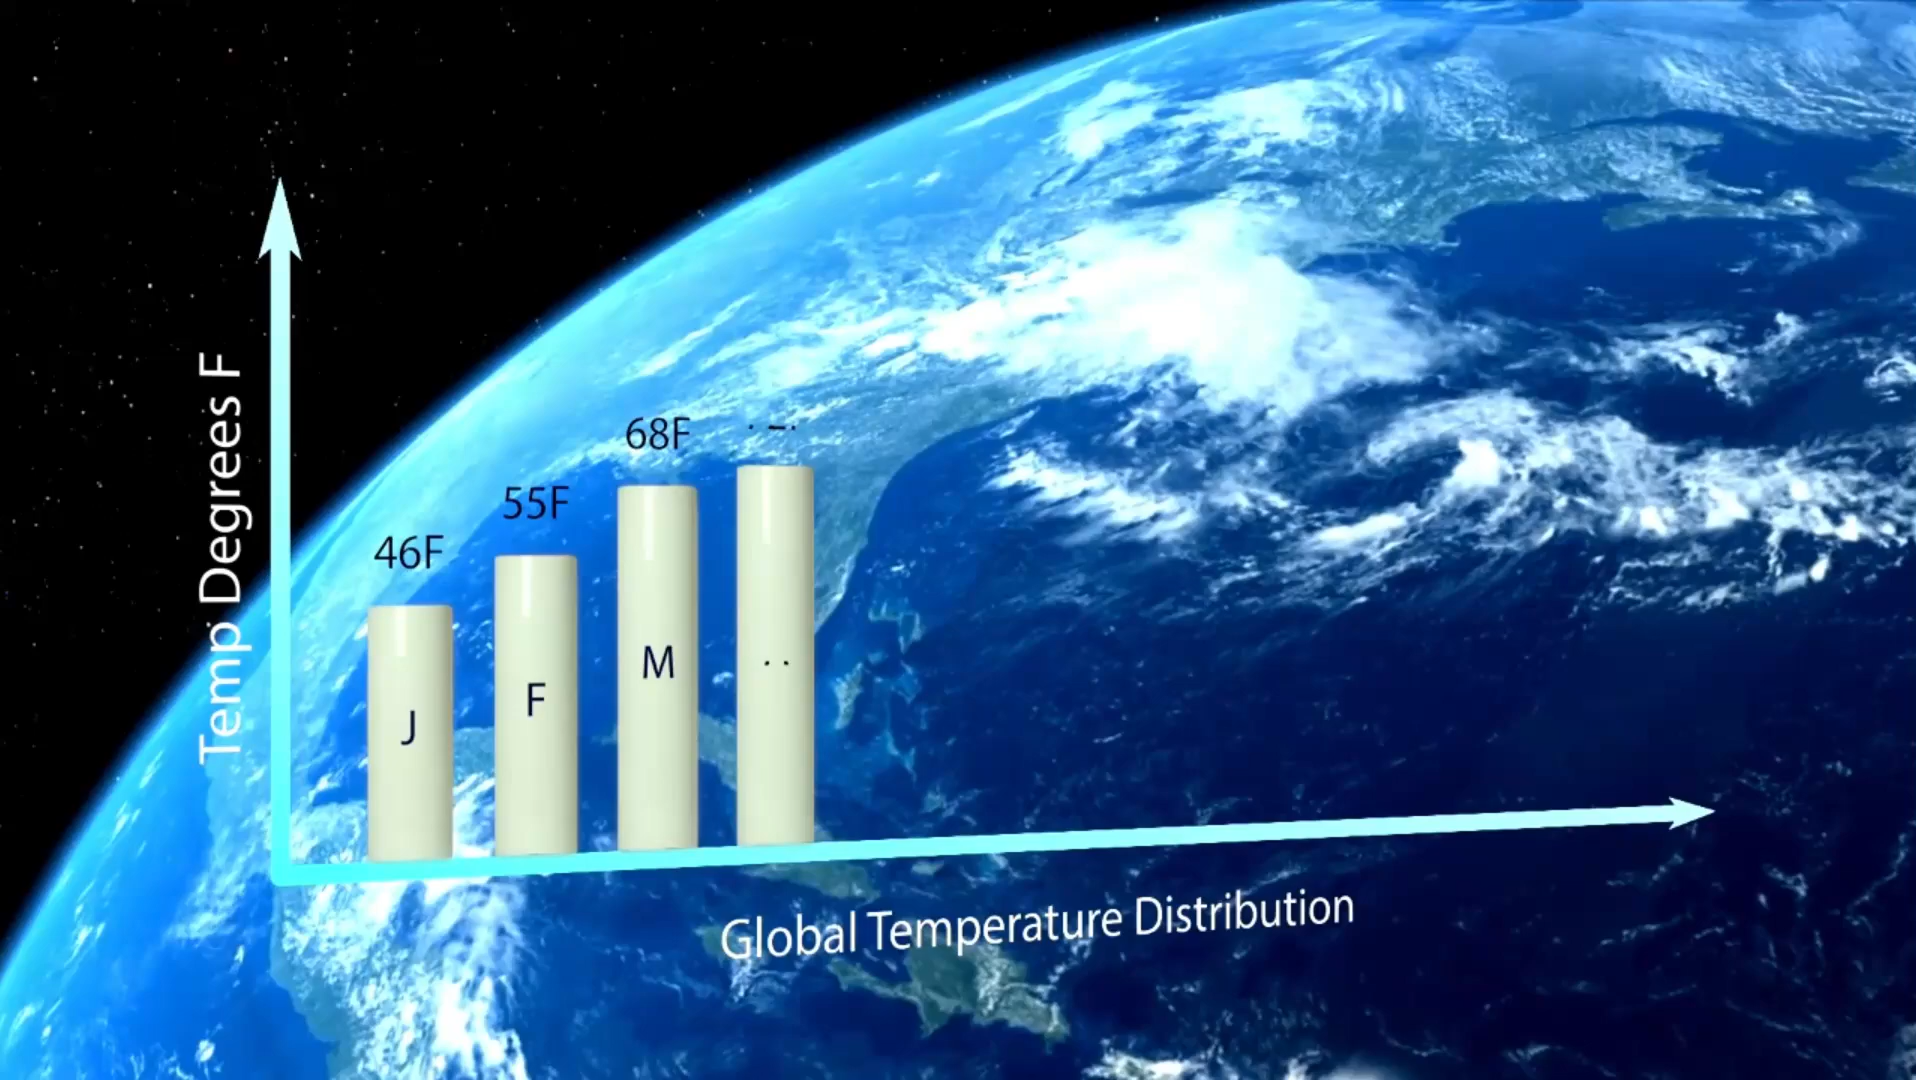 Temp Degrees F
46F
55F
68F
J
F
M
Global Temperature Distribution